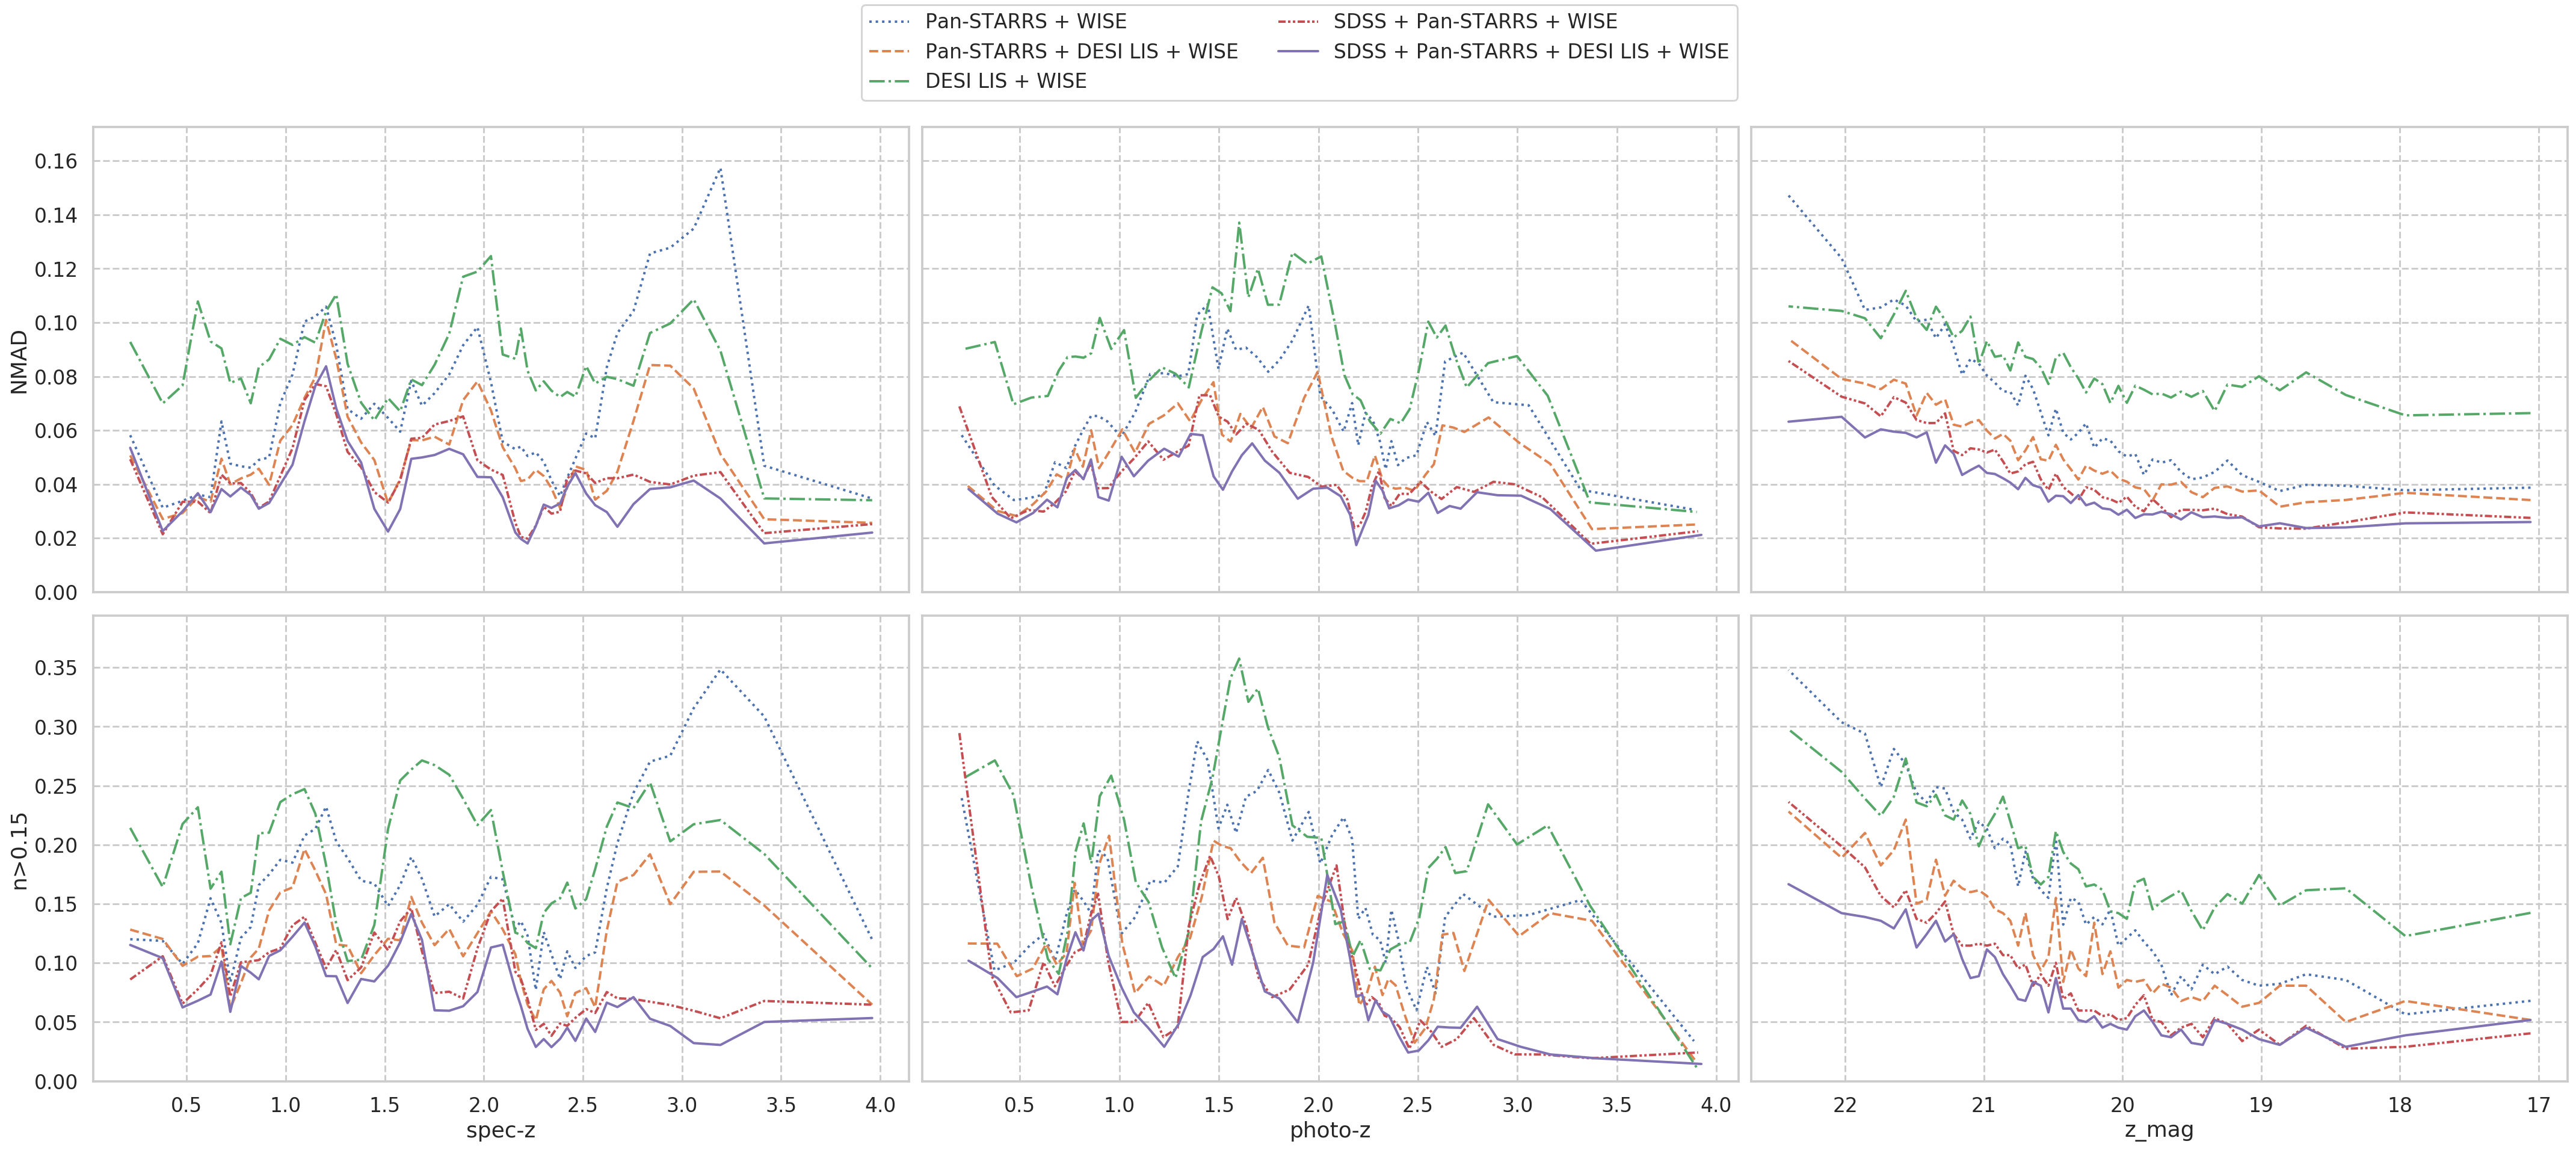 Pan-STARRS + WISE
Pan-STARRS + DESI LIS + WISE
DESI LIS + WISE
SDSS + Pan-STARRS + WISE
SDSS + Pan-STARRS + DESI LIS + WISE
0.16
0.14
0.12
0.10
0.08
0.06
0.04
0.02
0.00
NMAD
0.35
0.30
0.25
0.20
0.15
0.10
0.05
0.00
n>0.15
0.5 1.0 1.5 2.0 2.5 3.0 3.5 4.0
spec-z
0.5 1.0 1.5 2.0 2.5 3.0 3.5 4.0
photo-z
22 21 20 19 18 17
z_mag